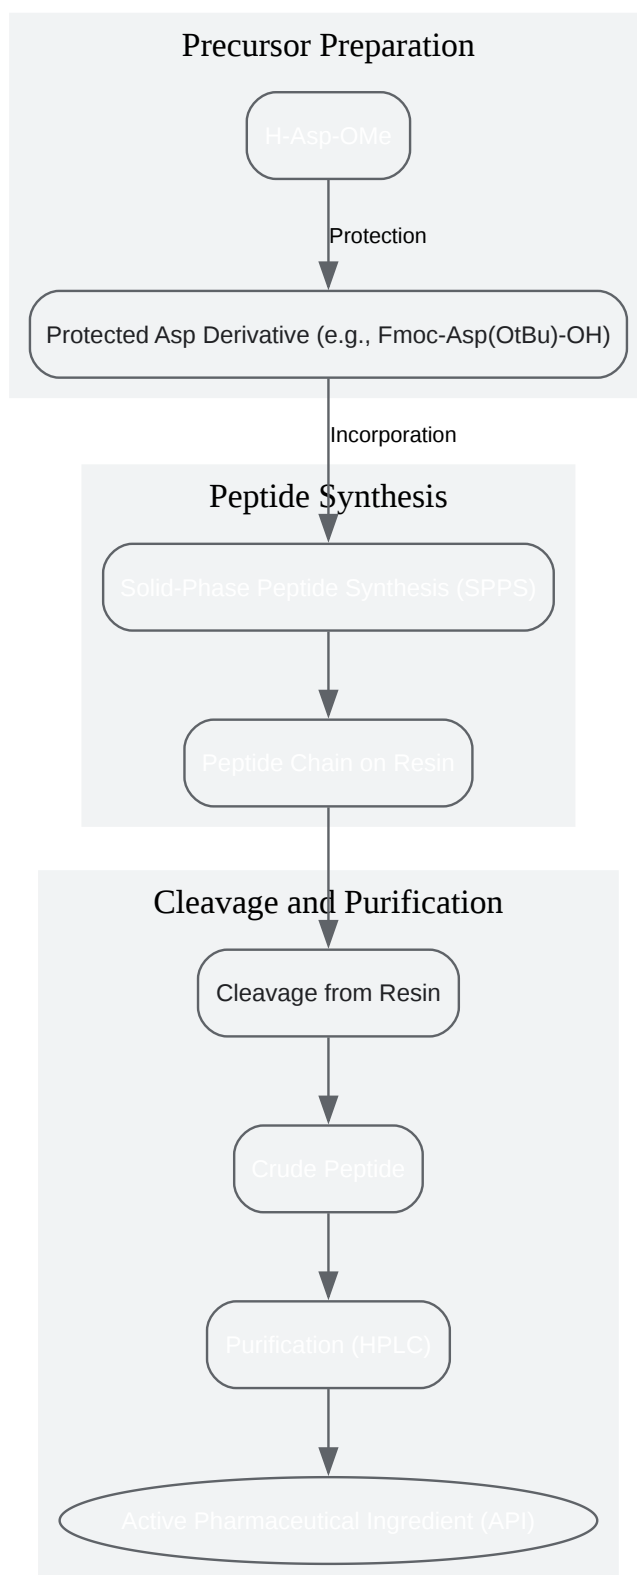 Precursor Preparation
H-Asp-OMe
Protection
Protected Asp Derivative (e.g., Fmoc-Asp(OtBu)-OH)
Incorporation
Peptide Synthesis
Solid-Phase Peptide Synthesis (SPPS)
Peptide Chain on Resin
Cleavage and Purification
Cleavage from Resin
Crude Peptide
Purification (HPLC)
Active Pharmaceutical Ingredient (API)